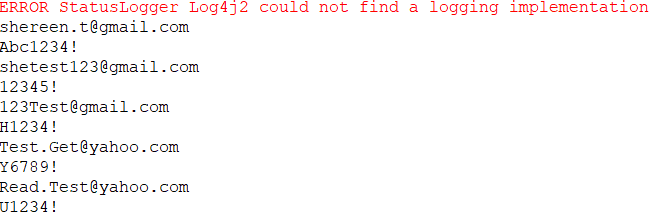 ERROR StatusLogger Log4j2 could not find a logging implementation
shereen.t@gmail.com
Abc1234!
shetest123@gmail.com
12345!
123Test@gmail.com
H1234!
Test.Get@yahoo.com
Y6789!
Read.Test@yahoo.com
U1234!